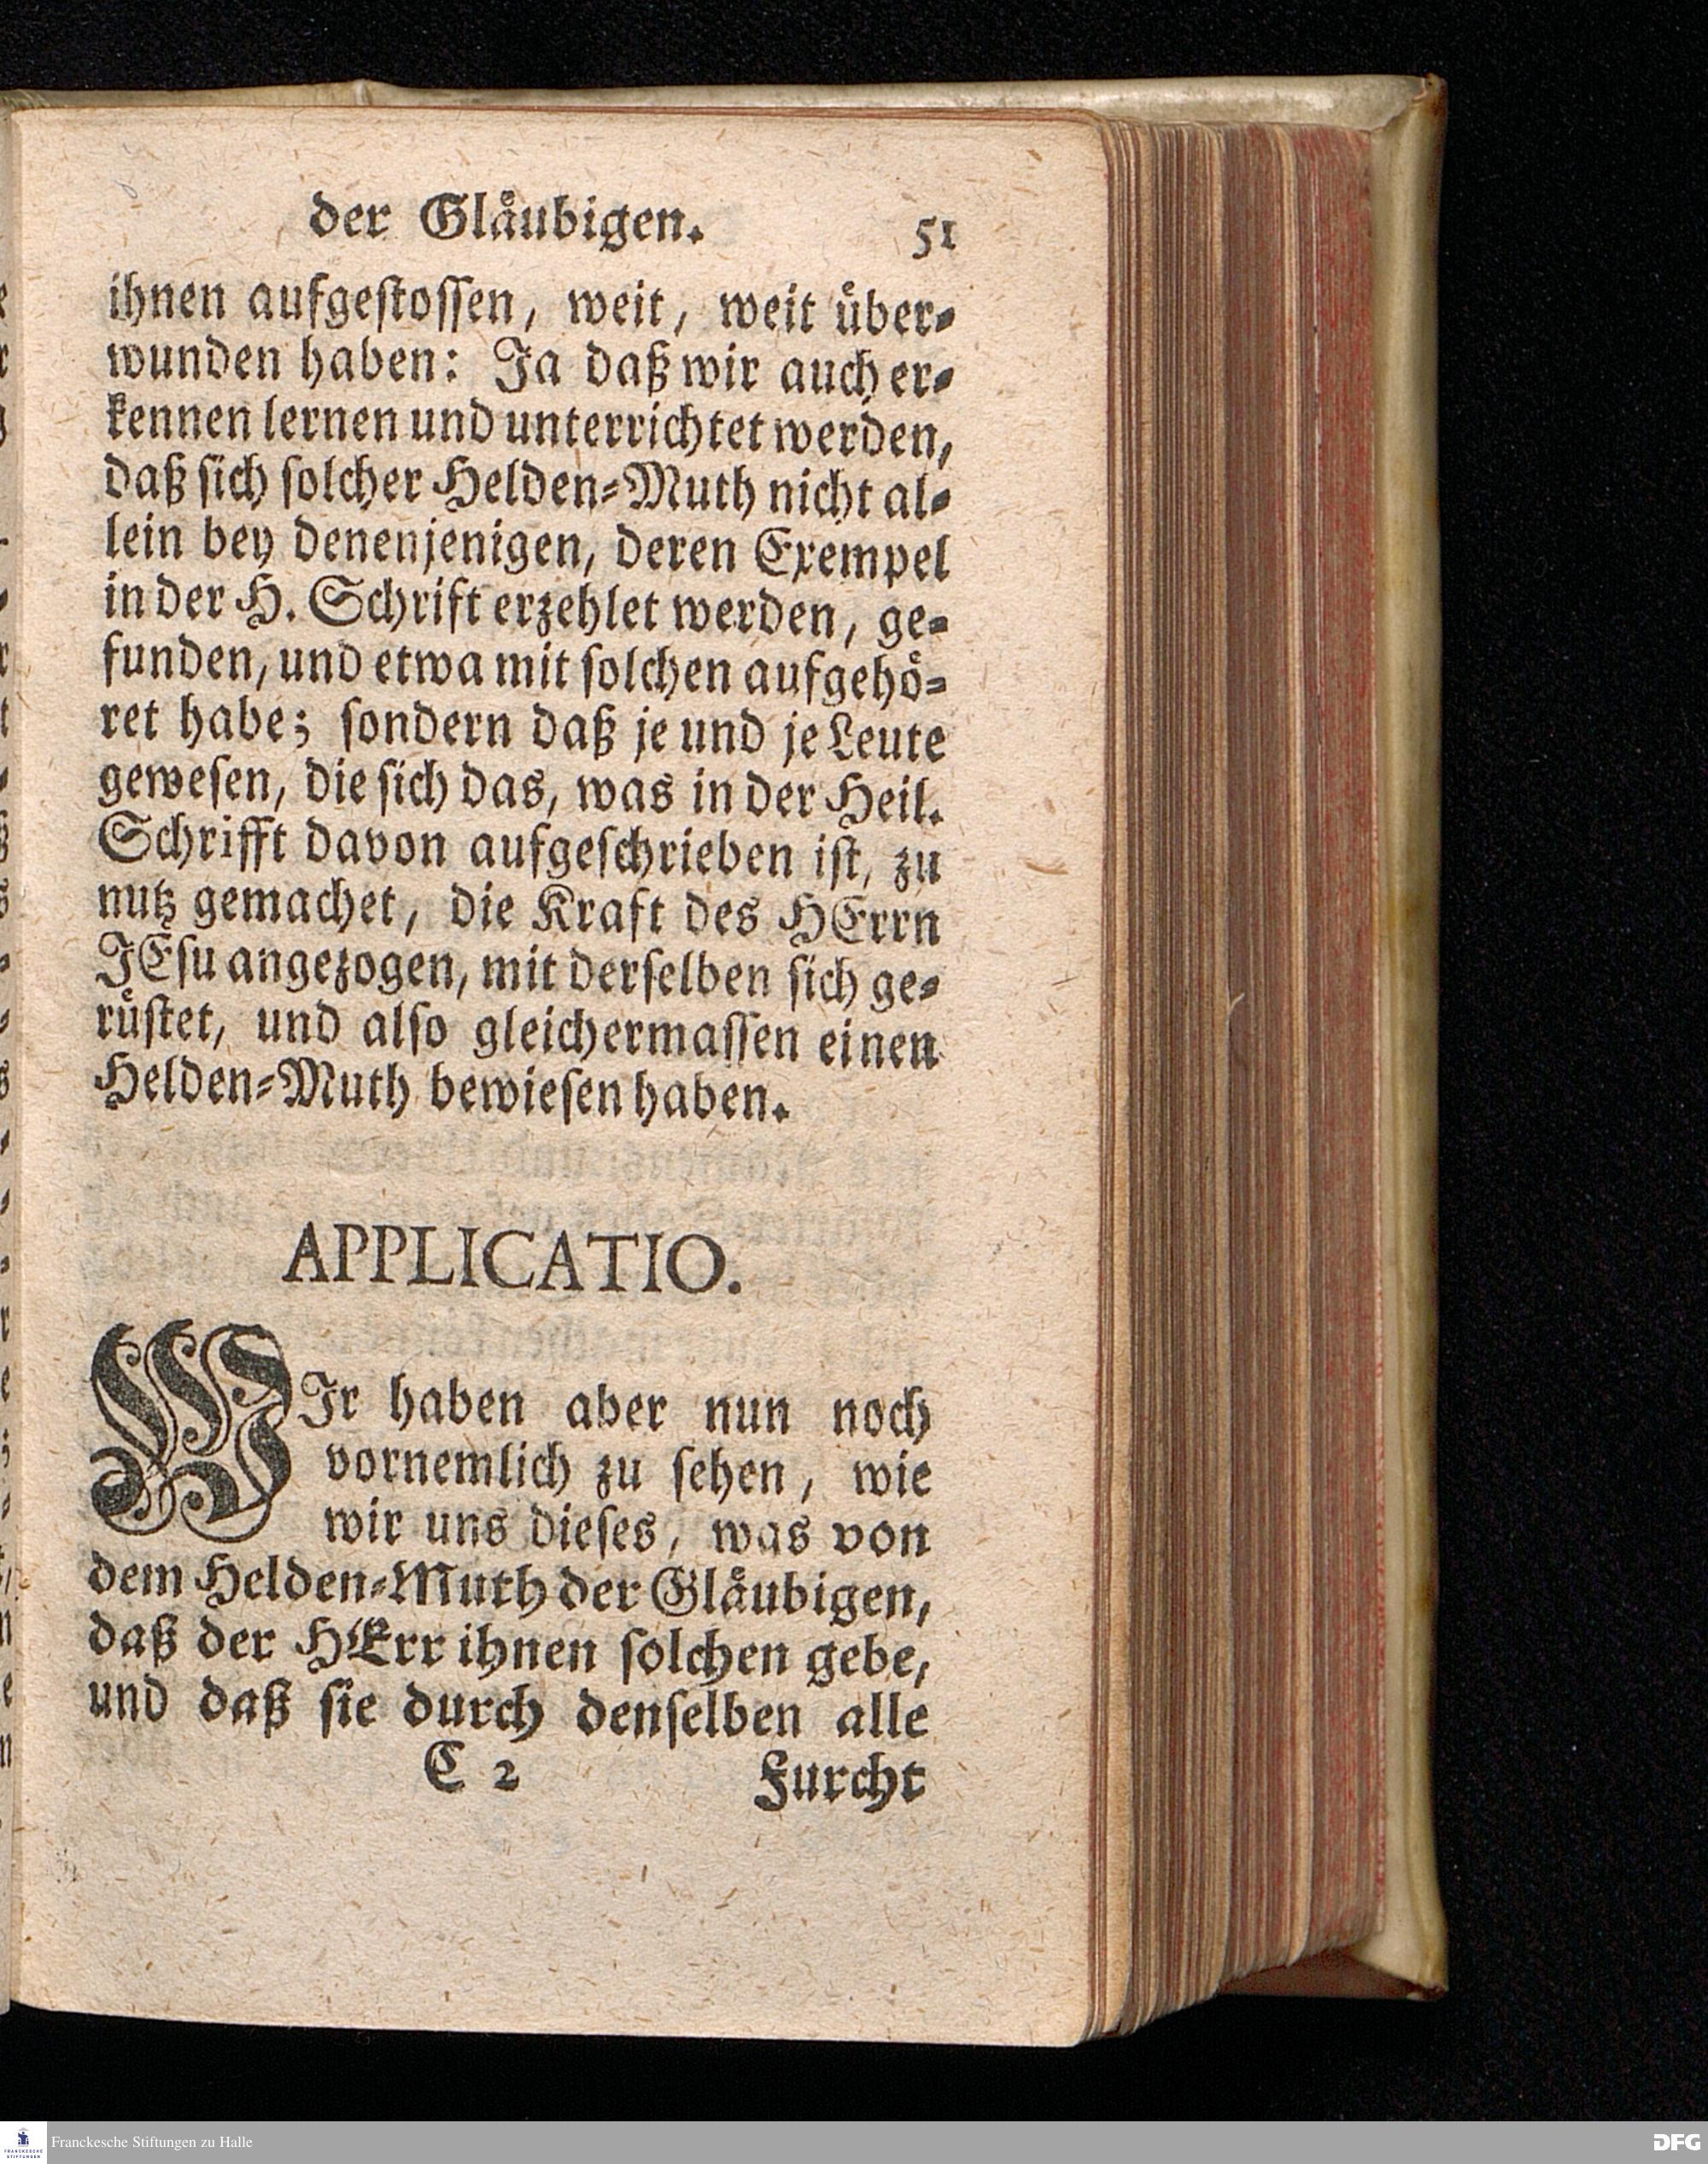 der Gläubigen. 51
ihnen aufgestossen, weit, weit über-
wunden haben: Ja daß wir auch er-
kennen lernen und unterrichtet werden,
daß sich solcher Helden-Muth nicht al-
lein bey denenjenigen, deren Exempel
in der H. Schrift erzehlet werden, ge-
funden, und etwa mit solchen aufgehö-
ret habe; sondern daß je und je Leute
gewesen, die sich das, was in der Heil.
Schrifft davon aufgeschrieben ist, zu
nutz gemachet, die Kraft des HErrn
JEsu angezogen, mit derselben sich ge-
rüstet, und also gleichermassen einen
Helden-Muth bewiesen haben.
APPLICATIO.
WJr haben aber nun noch
vornemlich zu sehen, wie
wir uns dieses, was von
dem Helden-Muth der Gläubigen,
daß der HErr ihnen solchen gebe,
und daß sie durch denselben alle
C 2 Furcht
FRANCKESCHE
STIFTUNGEN
Franckesche Stiftungen zu Halle
DFG